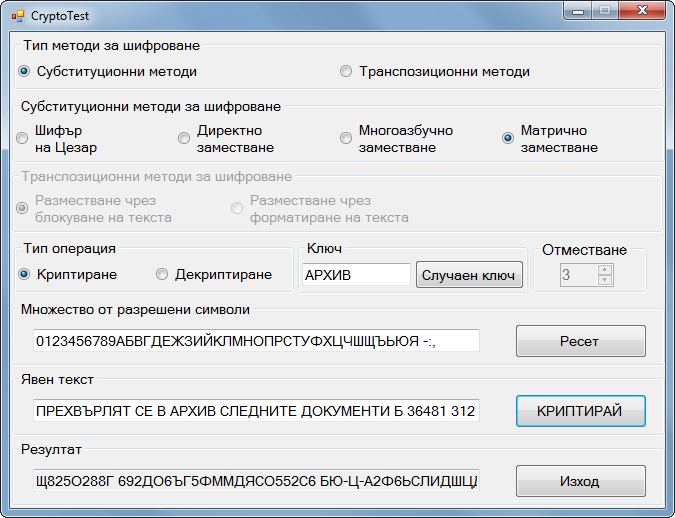 CryptoTest
Тип методи за шифроване
Субституционни методи
Транспозиционни методи
Субституционни методи за шифроване
Шифър
на Цезар
Директно
заместване
Многоазбучно
заместване
Матрично
заместване
Транспозиционни методи за шифроване
Разместване чрез
блокуване на текста
Разместване чрез
форматиране на текста
Тип операция
Криптиране
Декриптиране
Ключ
АРХИВ
Случаен ключ
Отместване
3
Множество от разрешени символи
0123456789АБВГДЕЖЗИЙКЛМНОПРСТУФХЦЧШЩЪЬЮЯ -:,
Ресет
Явен текст
ПРЕХВЪРЛЯТ СЕ В АРХИВ СЛЕДНИТЕ ДОКУМЕНТИ Б 36481 312
КРИПТИРАЙ
Резултат
Щ825О288Г 692ДО6ЪГ5ФММДЯСО552С6 БЮ-Ц-А2Ф6ЬСЛИДШЦ
Изход